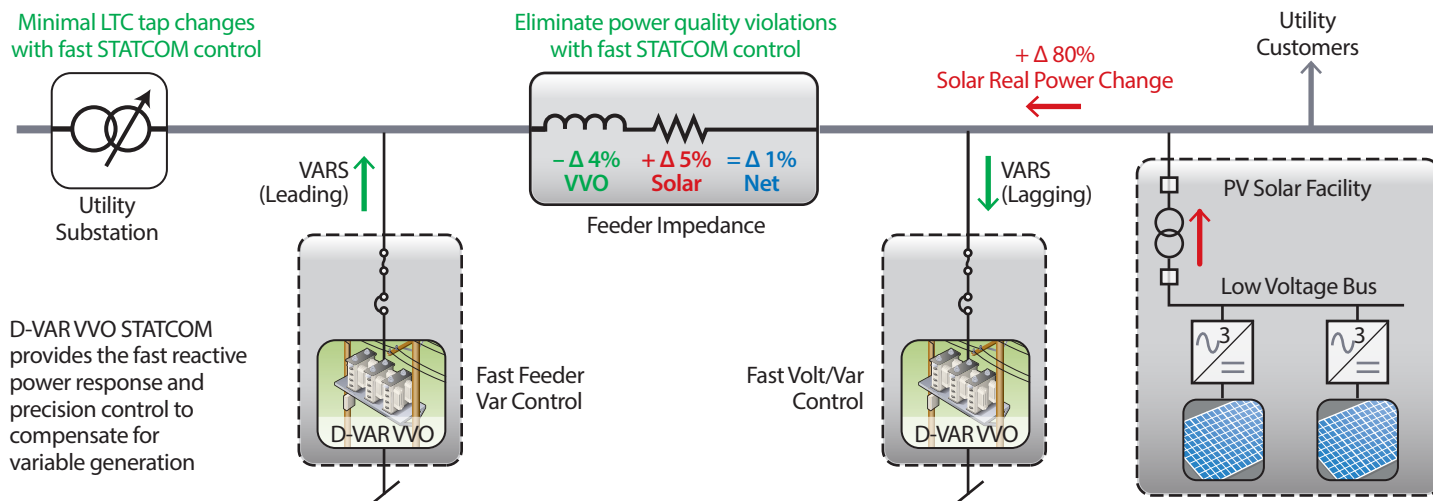 Minimal LTC tap changes
with fast STATCOM control
Eliminate power quality violations
with fast STATCOM control
+ Δ 80%
Solar Real Power Change
Utility
Customers
Utility
Substation
VARS
(Leading)
– Δ 4%
VVO
+ Δ 5%
Solar
= Δ 1%
Net
Feeder Impedance
VARS
(Lagging)
PV Solar Facility
Low Voltage Bus
3
3
D-VAR VVO STATCOM
provides the fast reactive
power response and
precision control to
compensate for
variable generation
D-VAR VVO
Fast Feeder
Var Control
Fast Volt/Var
Control
D-VAR VVO